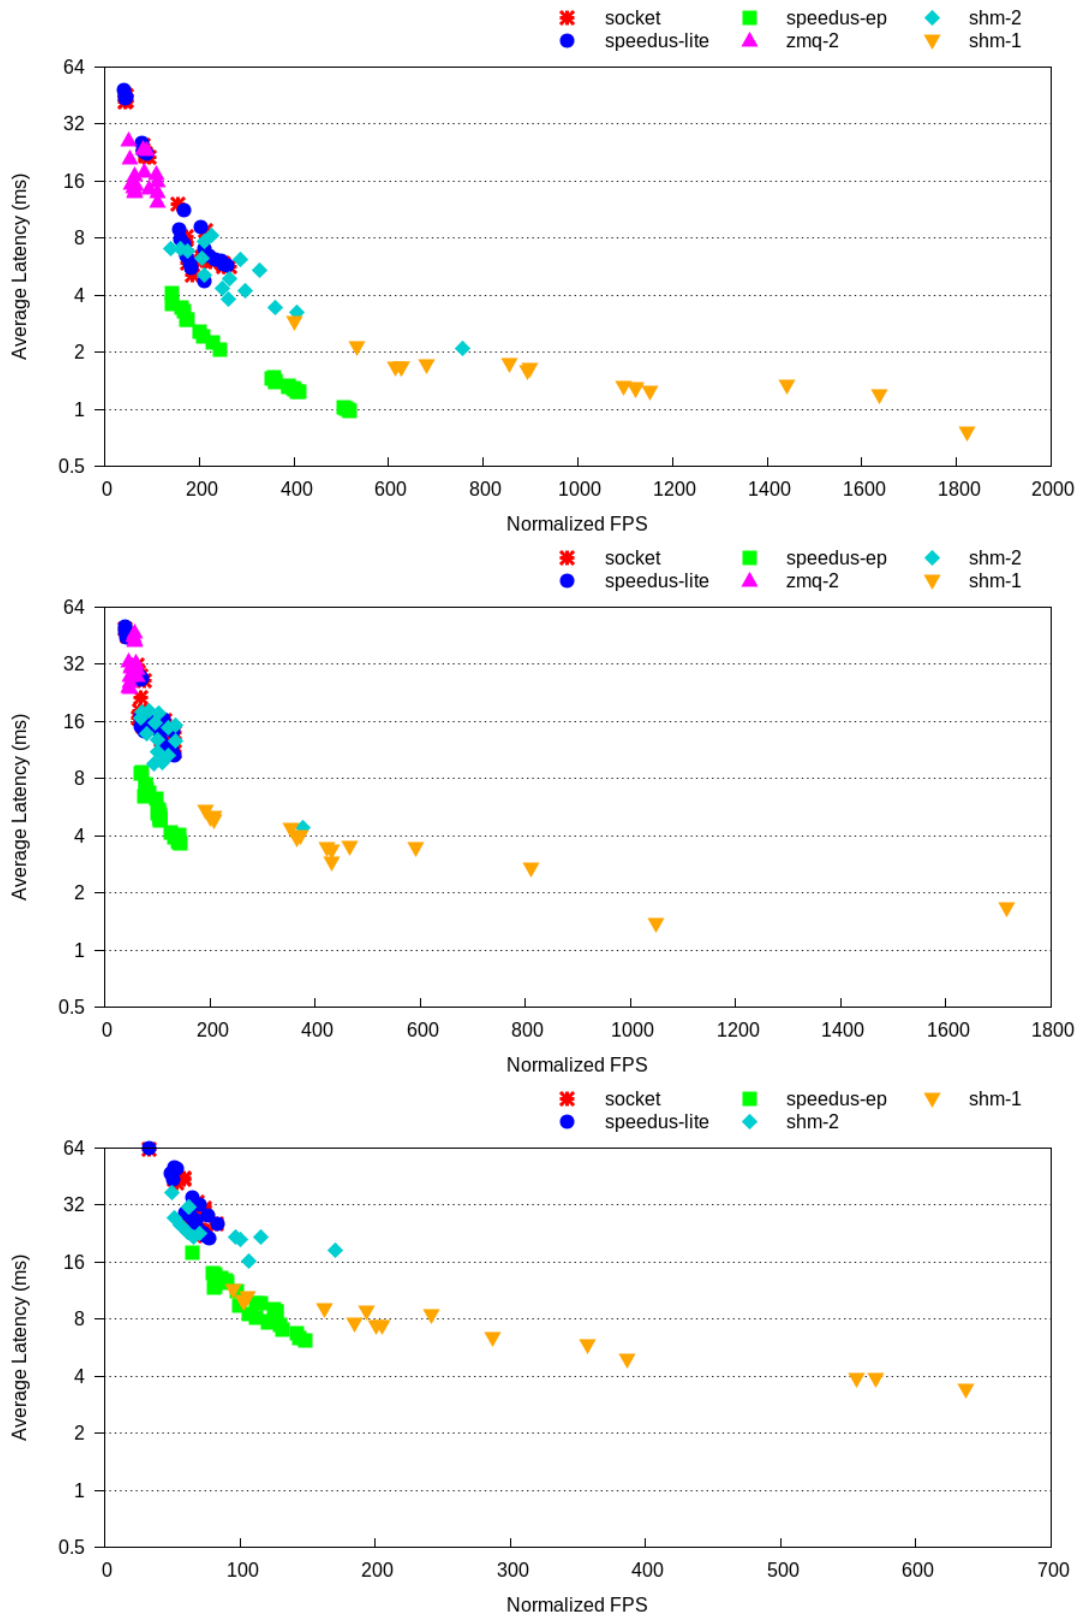 socket speedus-ep shm-2
speedus-lite zmq-2 shm-1
64
32
16
8
4
2
1
0.5
Average Latency (ms)
0 200 400 600 800 1000 1200 1400 1600 1800 2000
Normalized FPS
socket speedus-ep shm-2
speedus-lite zmq-2 shm-1
64
32
16
8
4
2
1
0.5
Average Latency (ms)
0 200 400 600 800 1000 1200 1400 1600 1800
Normalized FPS
socket speedus-ep shm-1
speedus-lite shm-2
64
32
16
8
4
2
1
0.5
Average Latency (ms)
0 100 200 300 400 500 600 700
Normalized FPS